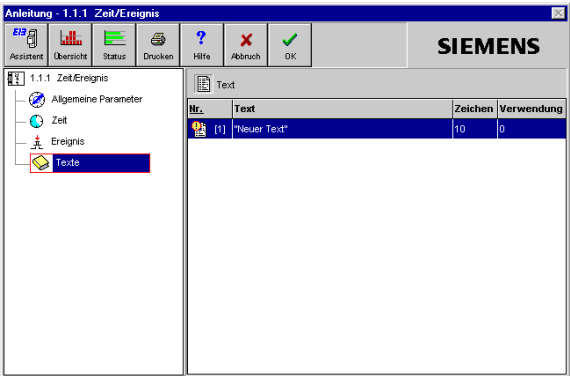 Anleitung - 1.1.1 Zeit/Ereignis
EIB
Assistent Übersicht Status Drucken Hilfe Abbruch OK
SIEMENS
1.1.1 Zeit/Ereignis
Allgemeine Parameter
Zeit
Ereignis
Texte
Text
Nr. Text Zeichen Verwendung
[1] "Neuer Text" 10 0